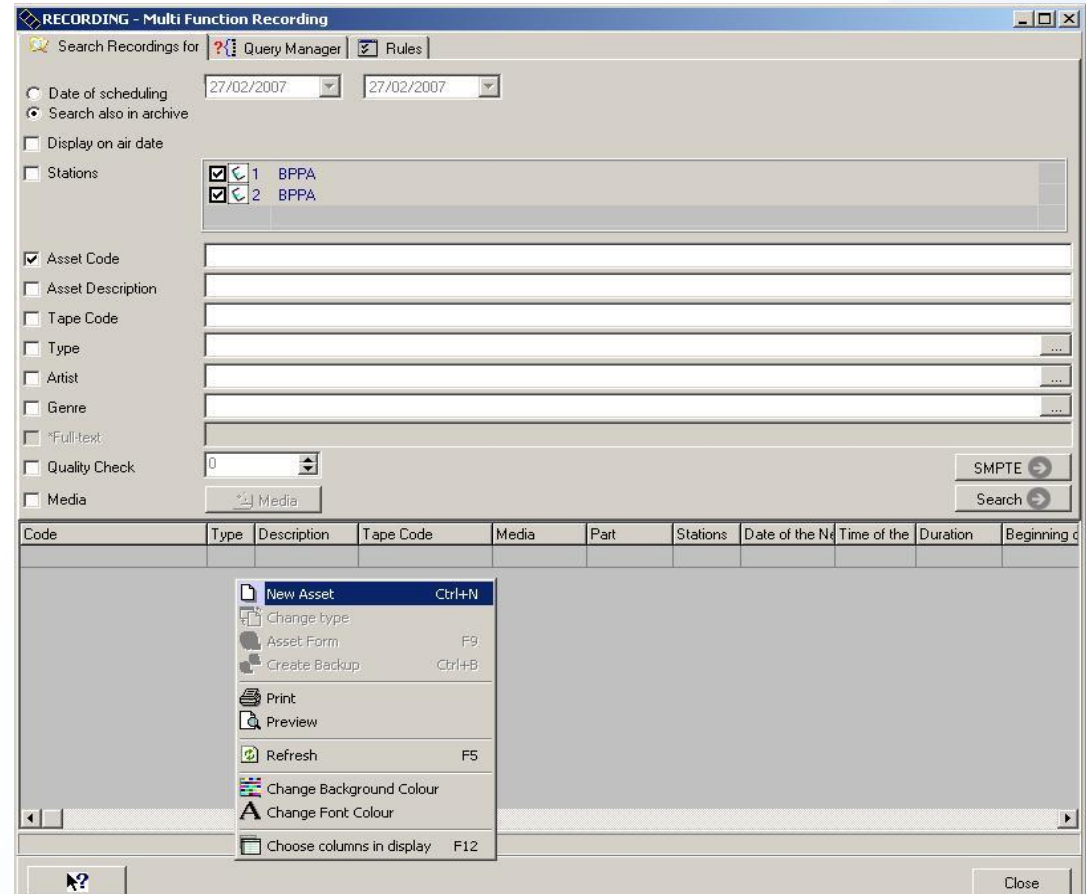 RECORDING - Multi Function Recording
Search Recordings for ?{} Query Manager Rules
Date of scheduling 27/02/2007 27/02/2007
Search also in archive
Display on air date
Stations 1 BPPA
2 BPPA
Asset Code
Asset Description
Tape Code
Type ...
Artist ...
Genre ...
*Full-text
Quality Check 0 SMPTE
Media Media Search
Code Type Description Tape Code Media Part Stations Date of the Ne Time of the Duration Beginning o
New Asset Ctrl+N
Change type
Asset Form F9
Create Backup Ctrl+B
Print
Preview
Refresh F5
Change Background Colour
A Change Font Colour
Choose columns in display F12
? Close